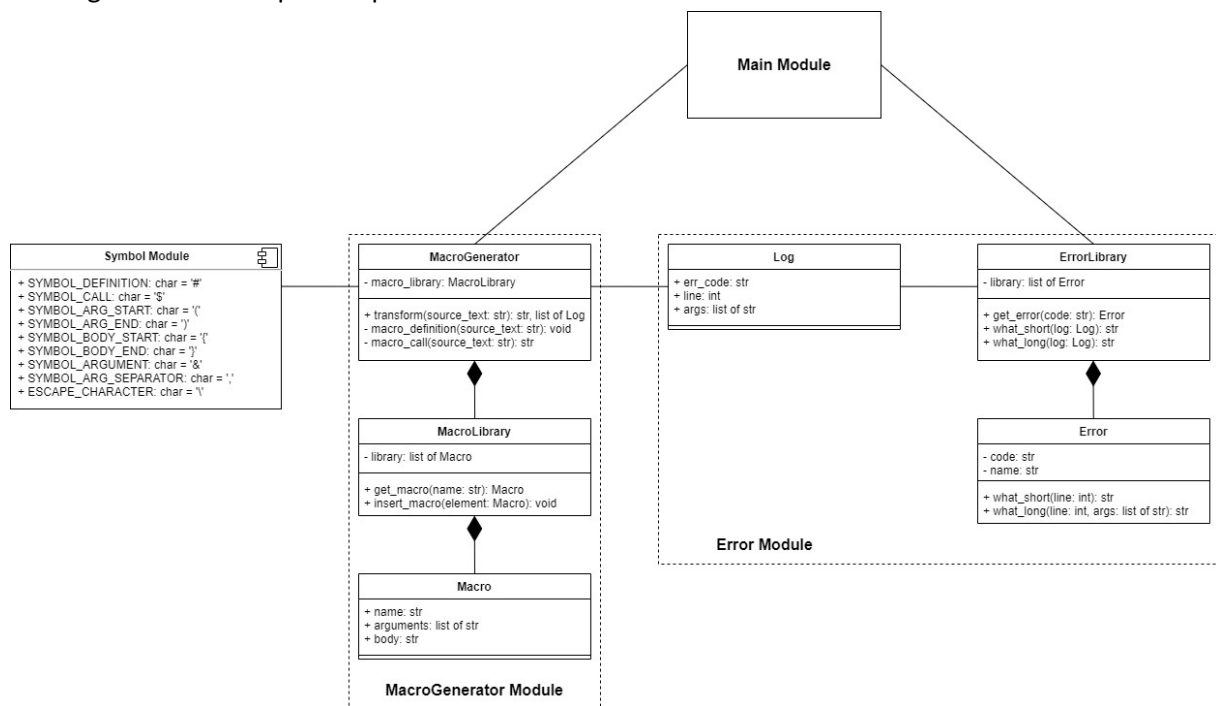 Main Module
Symbol Module
+ SYMBOL_DEFINITION: char = '#'
+ SYMBOL_CALL: char = '$'
+ SYMBOL_ARG_START: char = '('
+ SYMBOL_ARG_END: char = ')'
+ SYMBOL_BODY_START: char = '{'
+ SYMBOL_BODY_END: char = '}'
+ SYMBOL_ARGUMENT: char = '&'
+ SYMBOL_ARG_SEPARATOR: char = ','
+ ESCAPE_CHARACTER: char = '\'
MacroGenerator
- macro_library: MacroLibrary
+ transform(source_text: str): str, list of Log
- macro_definition(source_text: str): void
- macro_call(source_text: str): str
MacroLibrary
- library: list of Macro
+ get_macro(name: str): Macro
+ insert_macro(element: Macro): void
Macro
+ name: str
+ arguments: list of str
+ body: str
MacroGenerator Module
Log
+ err_code: str
+ line: int
+ args: list of str
ErrorLibrary
- library: list of Error
+ get_error(code: str): Error
+ what_short(log: Log): str
+ what_long(log: Log): str
Error
- code: str
- name: str
+ what_short(line: int): str
+ what_long(line: int, args: list of str): str
Error Module